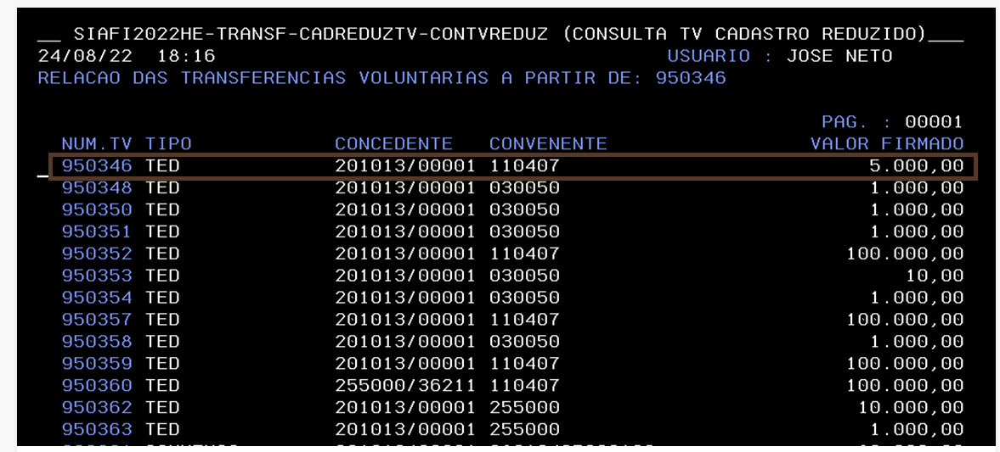 __ SIAFI2022HE-TRANSF-CADREDUZTV-CONTVREDUZ (CONSULTA TV CADASTRO REDUZIDO)___
24/08/22 18:16 USUARIO : JOSE NETO
RELACAO DAS TRANSFERENCIAS VOLUNTARIAS A PARTIR DE: 950346
PAG. : 00001
NUM.TV TIPO CONCEDENTE CONVENENTE VALOR FIRMADO
_ 950346 TED 201013/00001 110407 5.000,00
950348 TED 201013/00001 030050 1.000,00
950350 TED 201013/00001 030050 1.000,00
950351 TED 201013/00001 030050 1.000,00
950352 TED 201013/00001 110407 100.000,00
950353 TED 201013/00001 030050 10,00
950354 TED 201013/00001 030050 1.000,00
950357 TED 201013/00001 110407 100.000,00
950358 TED 201013/00001 030050 1.000,00
950359 TED 201013/00001 110407 100.000,00
950360 TED 255000/36211 110407 100.000,00
950362 TED 201013/00001 255000 10.000,00
950363 TED 201013/00001 255000 1.000,00